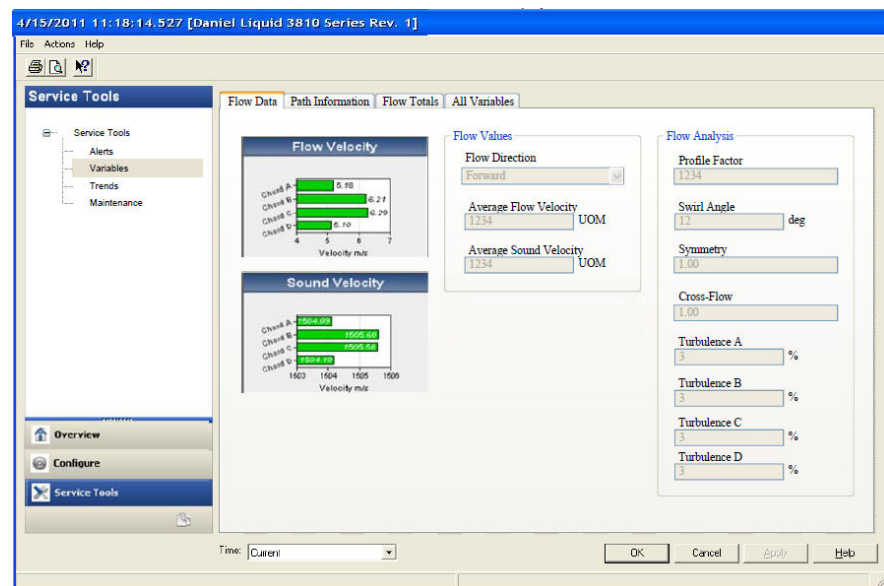 4/15/2011 11:18:14.527 [Daniel Liquid 3810 Series Rev. 1]
File Actions Help
Service Tools
Service Tools
Alerts
Variables
Trends
Maintenance
Overview
Configure
Service Tools
Flow Data Path Information Flow Totals All Variables
Flow Velocity
Chord A 5.18
Chord B 6.21
Chord C 6.29
Chord D 5.10
4 5 6 7
Velocity m/s
Sound Velocity
Chord A 1504.09
Chord B 1505.60
Chord C 1505.56
Chord D 1504.10
1503 1504 1505 1506
Velocity m/s
Flow Values
Flow Direction
Forward
Average Flow Velocity
1234 UOM
Average Sound Velocity
1234 UOM
Flow Analysis
Profile Factor
1234
Swirl Angle
12 deg
Symmetry
1.00
Cross-Flow
1.00
Turbulence A
3 %
Turbulence B
3 %
Turbulence C
3 %
Turbulence D
3 %
Time: Current
OK Cancel Apply Help